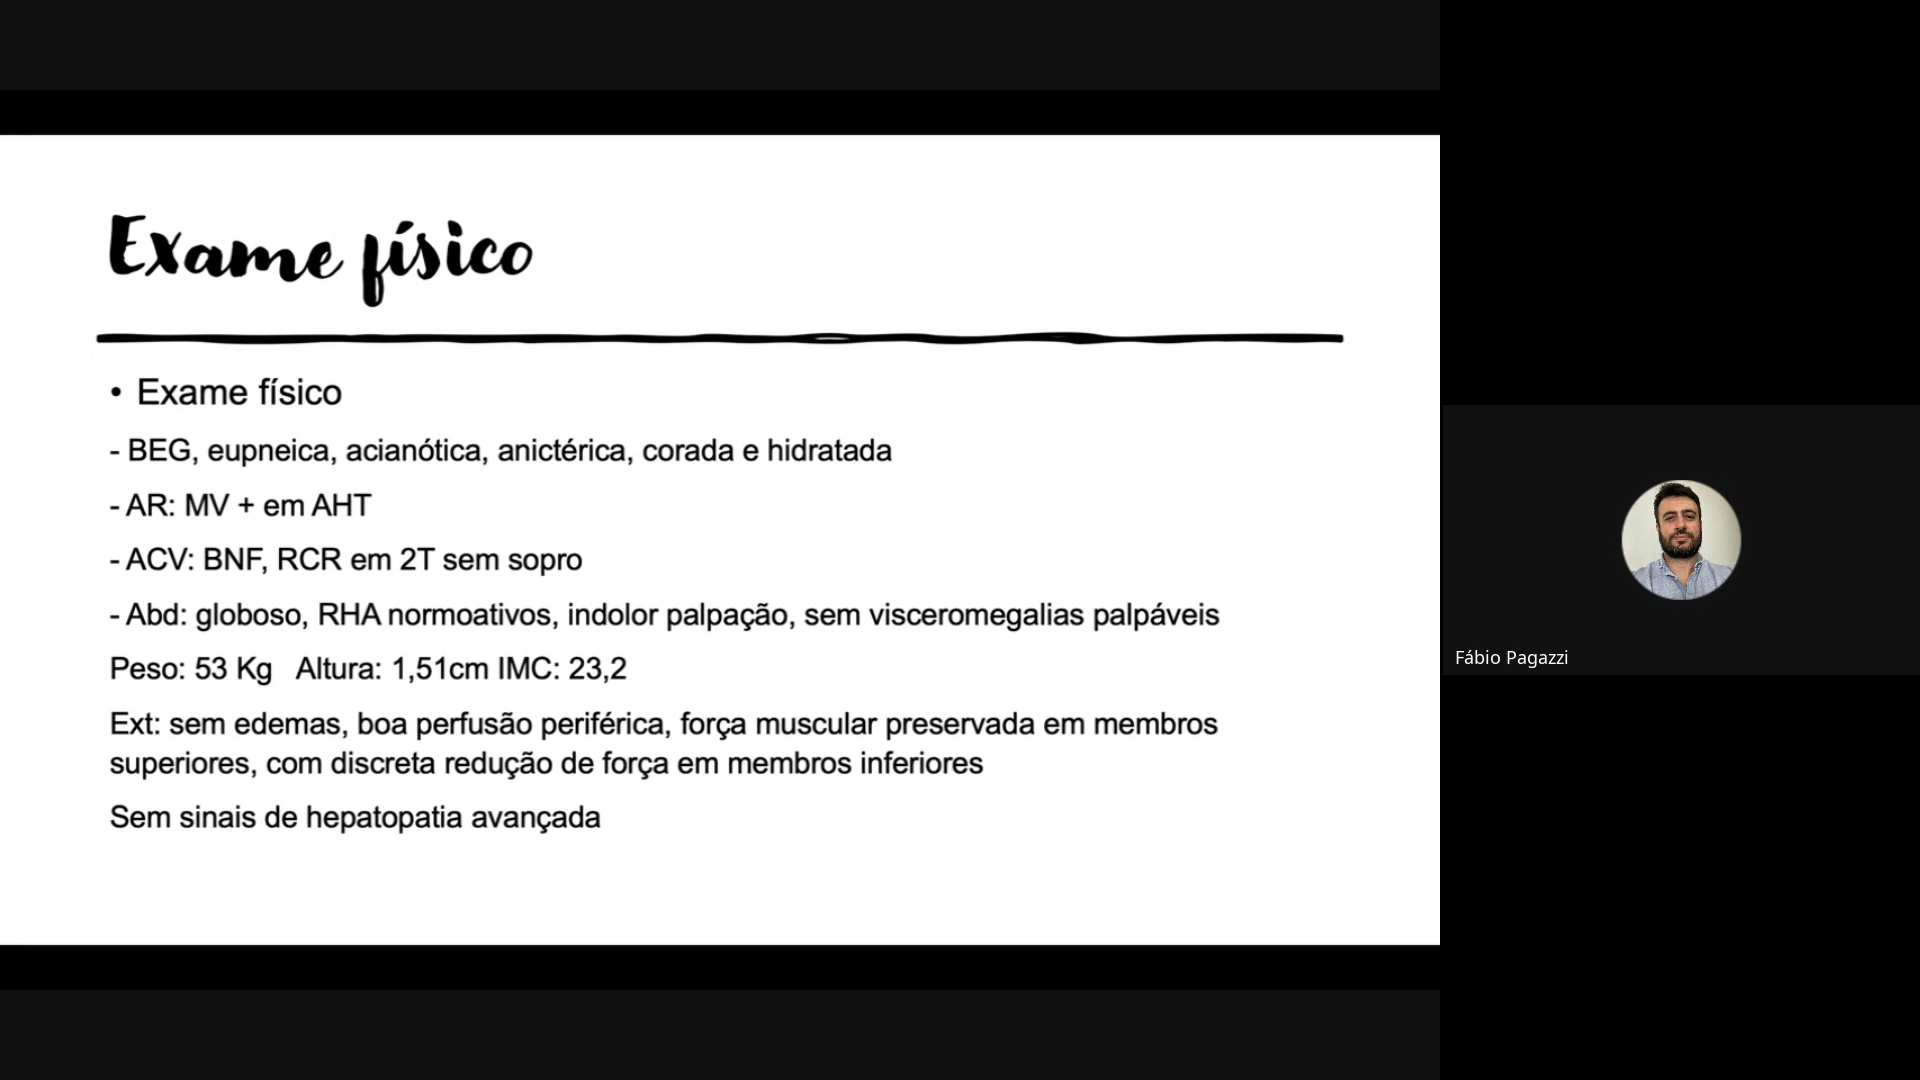 Exame físico
• Exame físico
- BEG, eupneica, acianótica, anictérica, corada e hidratada
- AR: MV + em AHT
- ACV: BNF, RCR em 2T sem sopro
- Abd: globoso, RHA normoativos, indolor palpação, sem visceromegalias palpáveis
Peso: 53 Kg   Altura: 1,51cm IMC: 23,2
Ext: sem edemas, boa perfusão periférica, força muscular preservada em membros
superiores, com discreta redução de força em membros inferiores
Sem sinais de hepatopatia avançada
Fábio Pagazzi